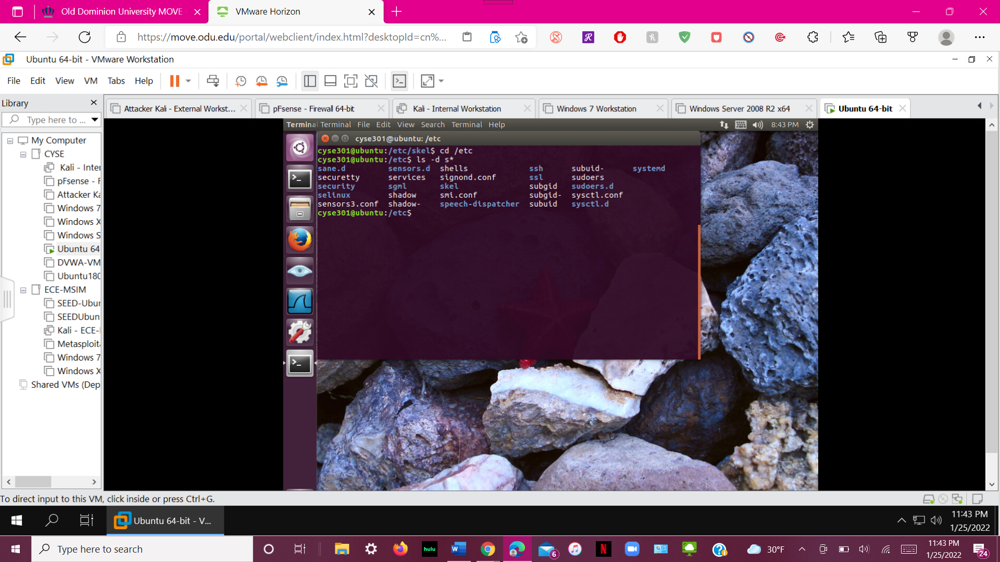 Old Dominion University MOVE
VMware Horizon
https://move.odu.edu/portal/webclient/index.html?desktopId=cn%...
Ubuntu 64-bit - VMware Workstation
File Edit View VM Tabs Help
Library
Type here to ...
Attacker Kali - External Workst...
pFsense - Firewall 64-bit
Kali - Internal Workstation
Windows 7 Workstation
Windows Server 2008 R2 x64
Ubuntu 64-bit
My Computer
CYSE
Kali - Inter
pFsense - F
Attacker Ka
Windows 7
Windows X
Windows S
Ubuntu 64
DVWA-VM
Ubuntu180
ECE-MSIM
SEED-Ubur
SEEDUbun
Kali - ECE-I
Metasploit
Windows 7
Windows X
Shared VMs (Dep
Terminal Terminal File Edit View Search Terminal Help
8:43 PM
cyse301@ubuntu: /etc
cyse301@ubuntu:/etc/skel$ cd /etc
cyse301@ubuntu:/etc$ ls -d s*
sane.d sensors.d shells ssh subuid- systemd
securetty services signond.conf ssl sudoers
security sgml skel subgid sudoers.d
selinux shadow smi.conf subgid- sysctl.conf
sensors3.conf shadow- speech-dispatcher subuid sysctl.d
cyse301@ubuntu:/etc$
To direct input to this VM, click inside or press Ctrl+G.
Ubuntu 64-bit - V...
11:43 PM
1/25/2022
Type here to search
hulu
W
N
6
30°F
11:43 PM
1/25/2022
24